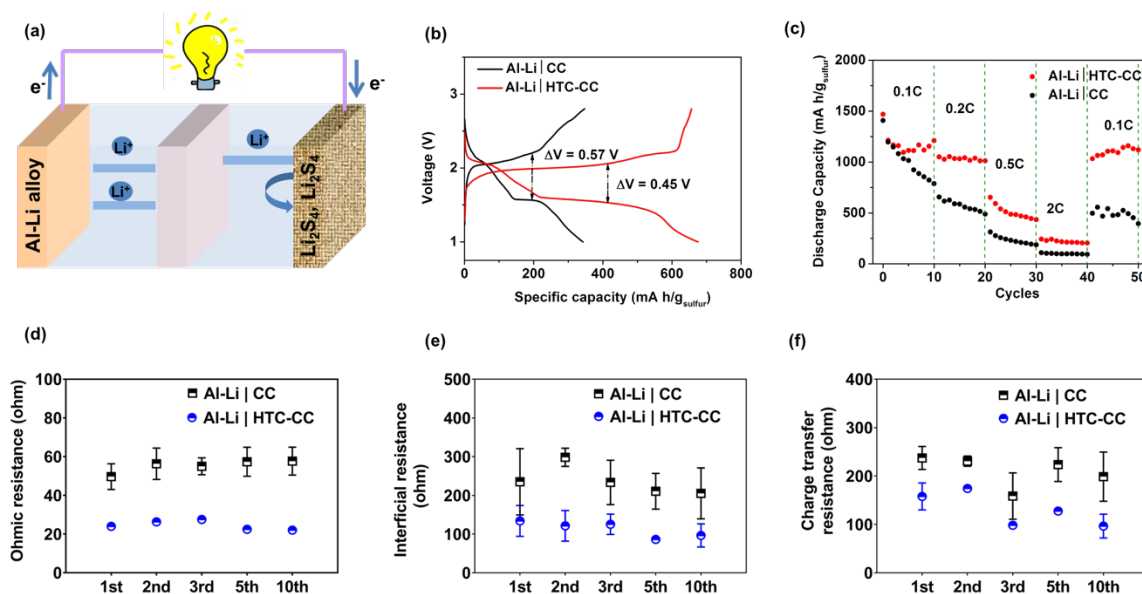 (a)
e⁻
e⁻
Li⁺
Li⁺
Li⁺
Al-Li alloy
Li₂S₄, Li₂S₄
(b)
Al-Li | CC
Al-Li | HTC-CC
ΔV = 0.57 V
ΔV = 0.45 V
Voltage (V)
3
2
1
0 200 400 600 800
Specific capacity (mA h/g_sulfur)
(c)
Al-Li | HTC-CC
Al-Li | CC
0.1C
0.2C
0.5C
2C
0.1C
Discharge Capacity (mA h/g_sulfur)
2000
1500
1000
500
0
0 10 20 30 40 50
Cycles
(d)
Al-Li | CC
Al-Li | HTC-CC
Ohmic resistance (ohm)
100
80
60
40
20
0
1st 2nd 3rd 5th 10th
(e)
Al-Li | CC
Al-Li | HTC-CC
Interficial resistance
(ohm)
500
400
300
200
100
0
1st 2nd 3rd 5th 10th
(f)
Al-Li | CC
Al-Li | HTC-CC
Charge transfer
resistance (ohm)
400
300
200
100
0
1st 2nd 3rd 5th 10th